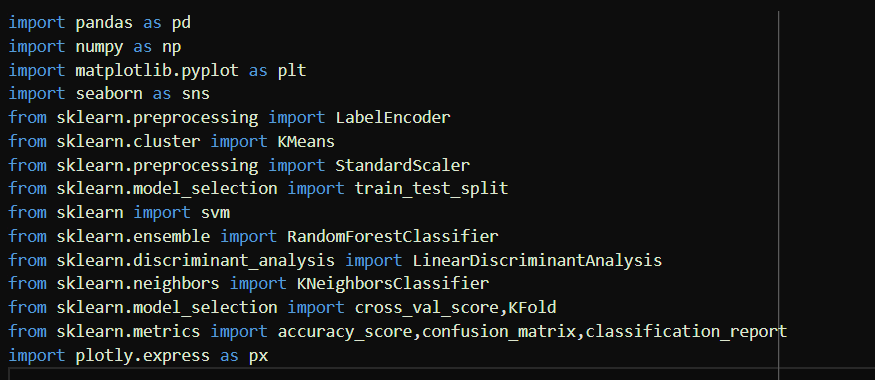 import pandas as pd
import numpy as np
import matplotlib.pyplot as plt
import seaborn as sns
from sklearn.preprocessing import LabelEncoder
from sklearn.cluster import KMeans
from sklearn.preprocessing import StandardScaler
from sklearn.model_selection import train_test_split
from sklearn import svm
from sklearn.ensemble import RandomForestClassifier
from sklearn.discriminant_analysis import LinearDiscriminantAnalysis
from sklearn.neighbors import KNeighborsClassifier
from sklearn.model_selection import cross_val_score,KFold
from sklearn.metrics import accuracy_score,confusion_matrix,classification_report
import plotly.express as px